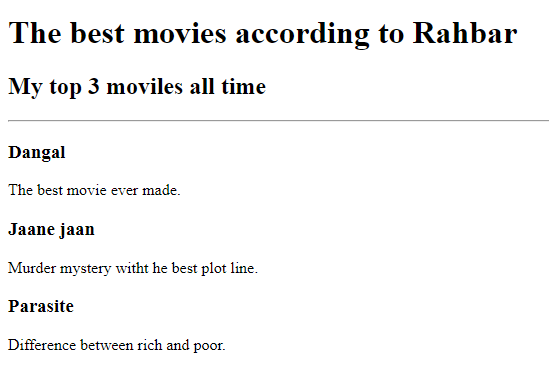 The best movies according to Rahbar
My top 3 moviles all time
Dangal
The best movie ever made.
Jaane jaan
Murder mystery witht he best plot line.
Parasite
Difference between rich and poor.